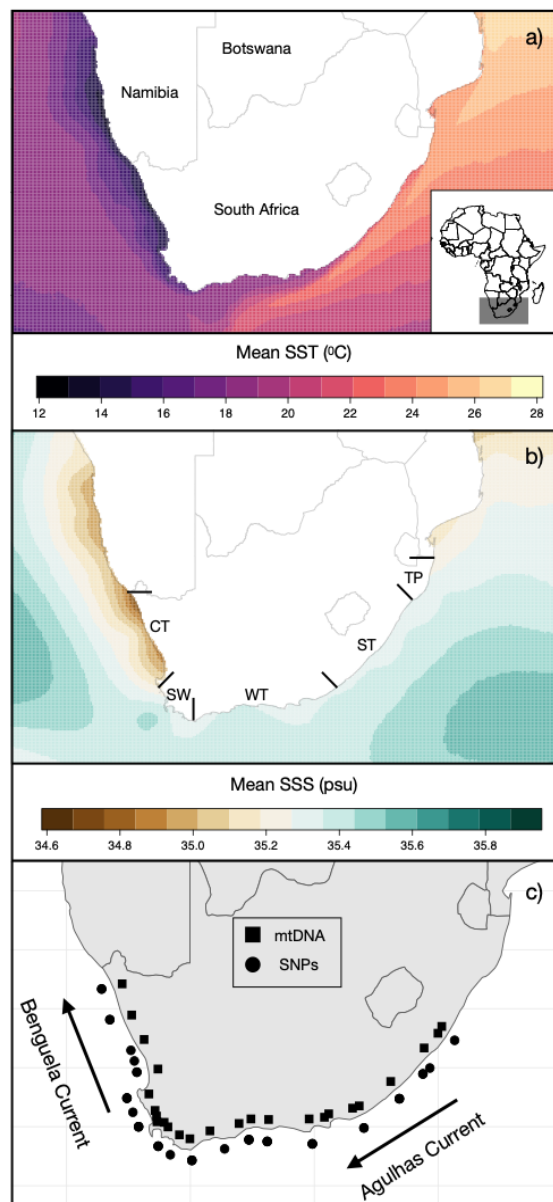 a)
Botswana
Namibia
South Africa
Mean SST (ºC)
12 14 16 18 20 22 24 26 28
b)
TP
CT
ST
SW
WT
Mean SSS (psu)
34.6 34.8 35.0 35.2 35.4 35.6 35.8
c)
mtDNA
SNPs
Benguela Current
Agulhas Current